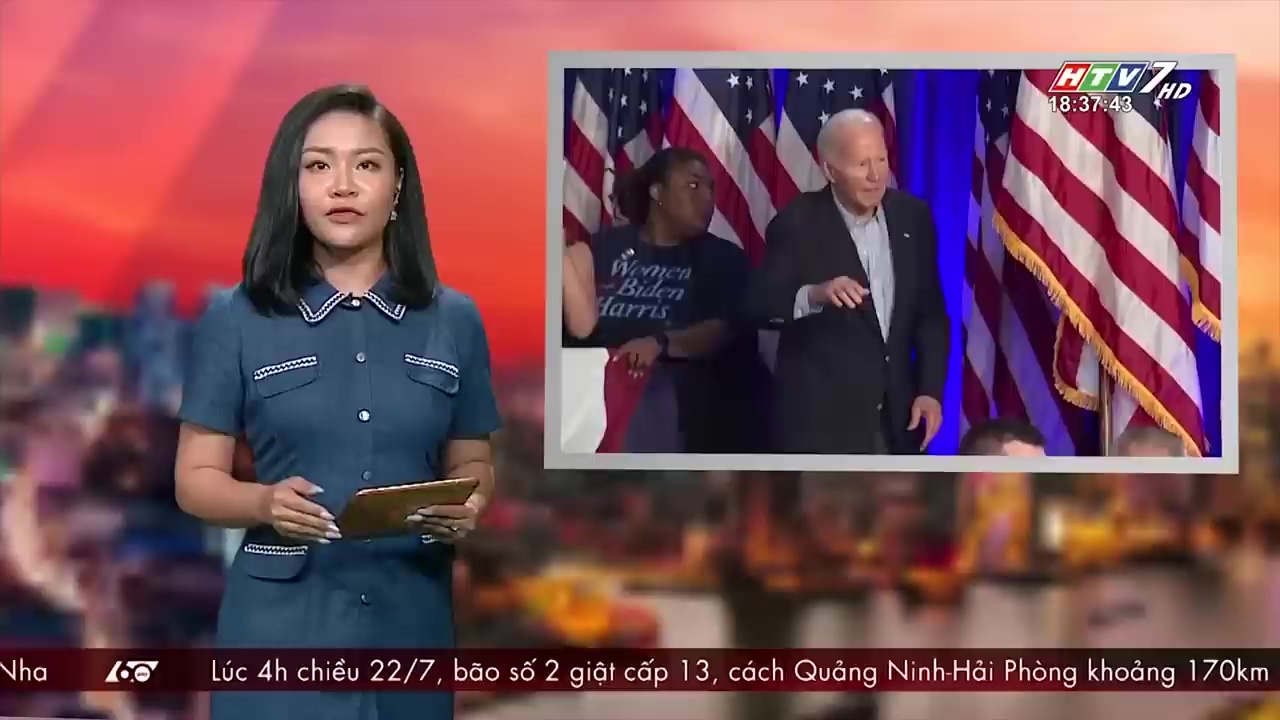 HTV7 HD
18:37:43
Women
Biden
Harris
Nha 60 Lúc 4h chiều 22/7, bão số 2 giật cấp 13, cách Quảng Ninh-Hải Phòng khoảng 170km